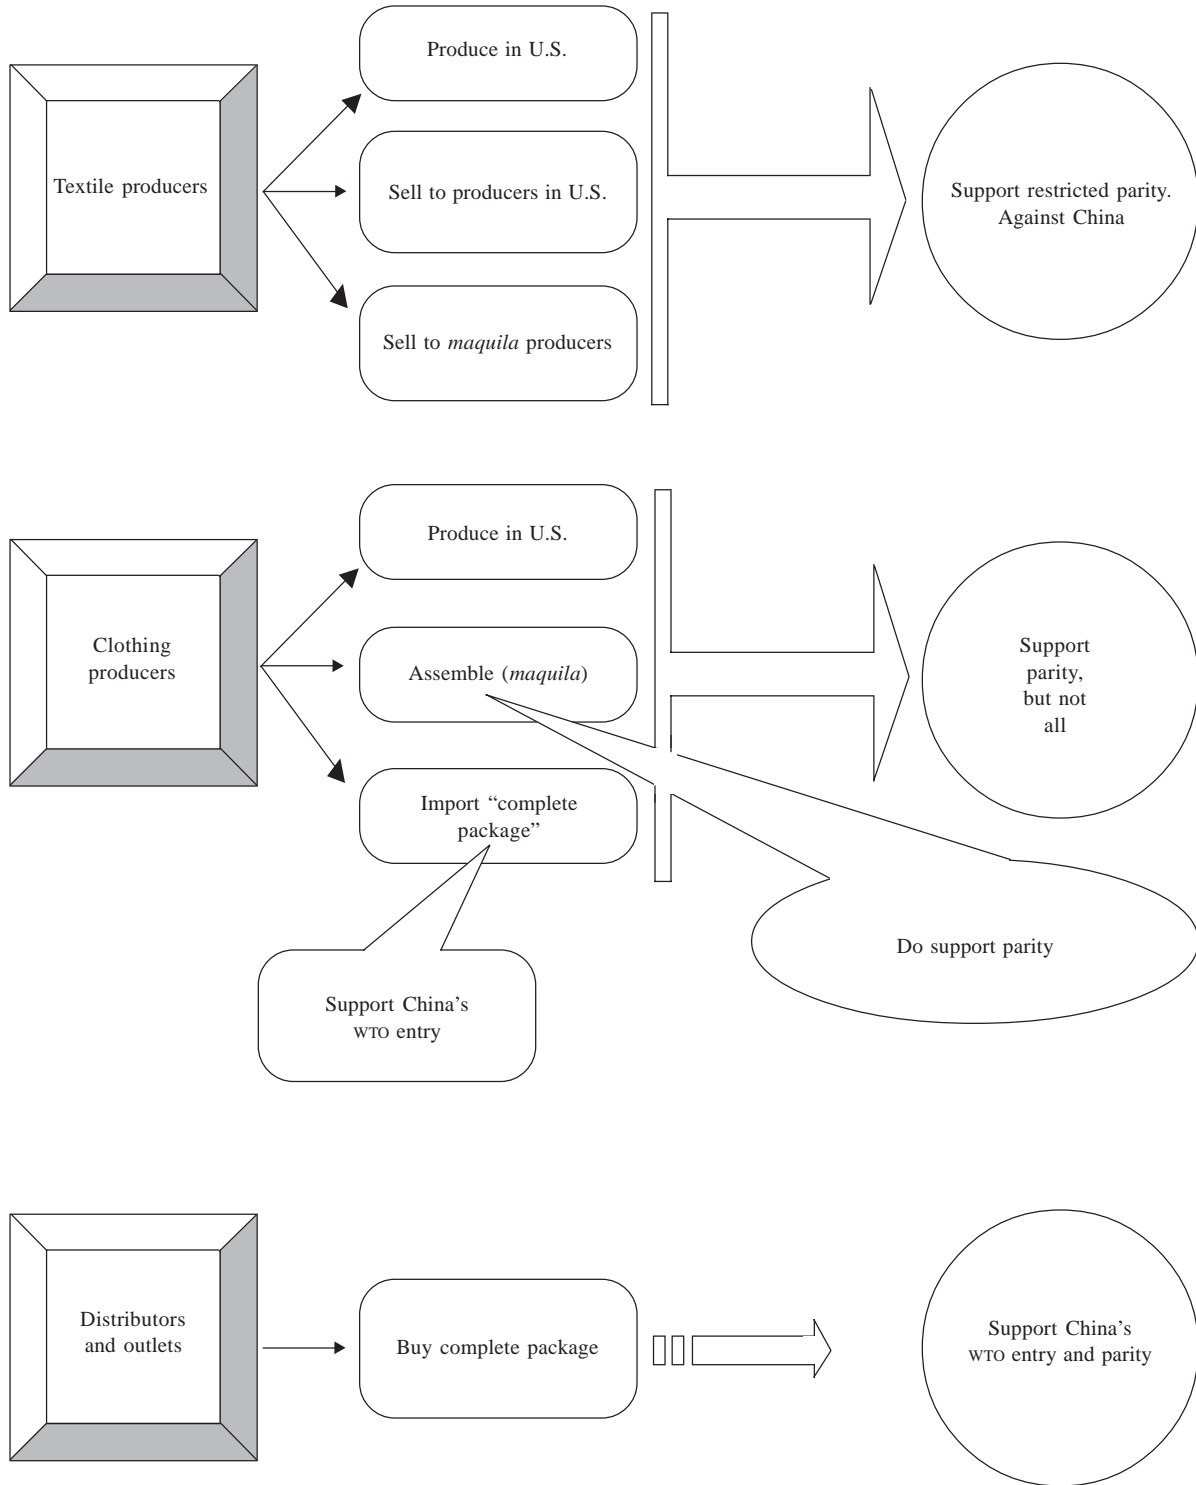 Textile producers
Produce in U.S.
Sell to producers in U.S.
Sell to maquila producers
Support restricted parity.
Against China
Clothing
producers
Produce in U.S.
Assemble (maquila)
Import “complete
package”
Support
parity,
but not
all
Do support parity
Support China's
WTO entry
Distributors
and outlets
Buy complete package
Support China's
WTO entry and parity